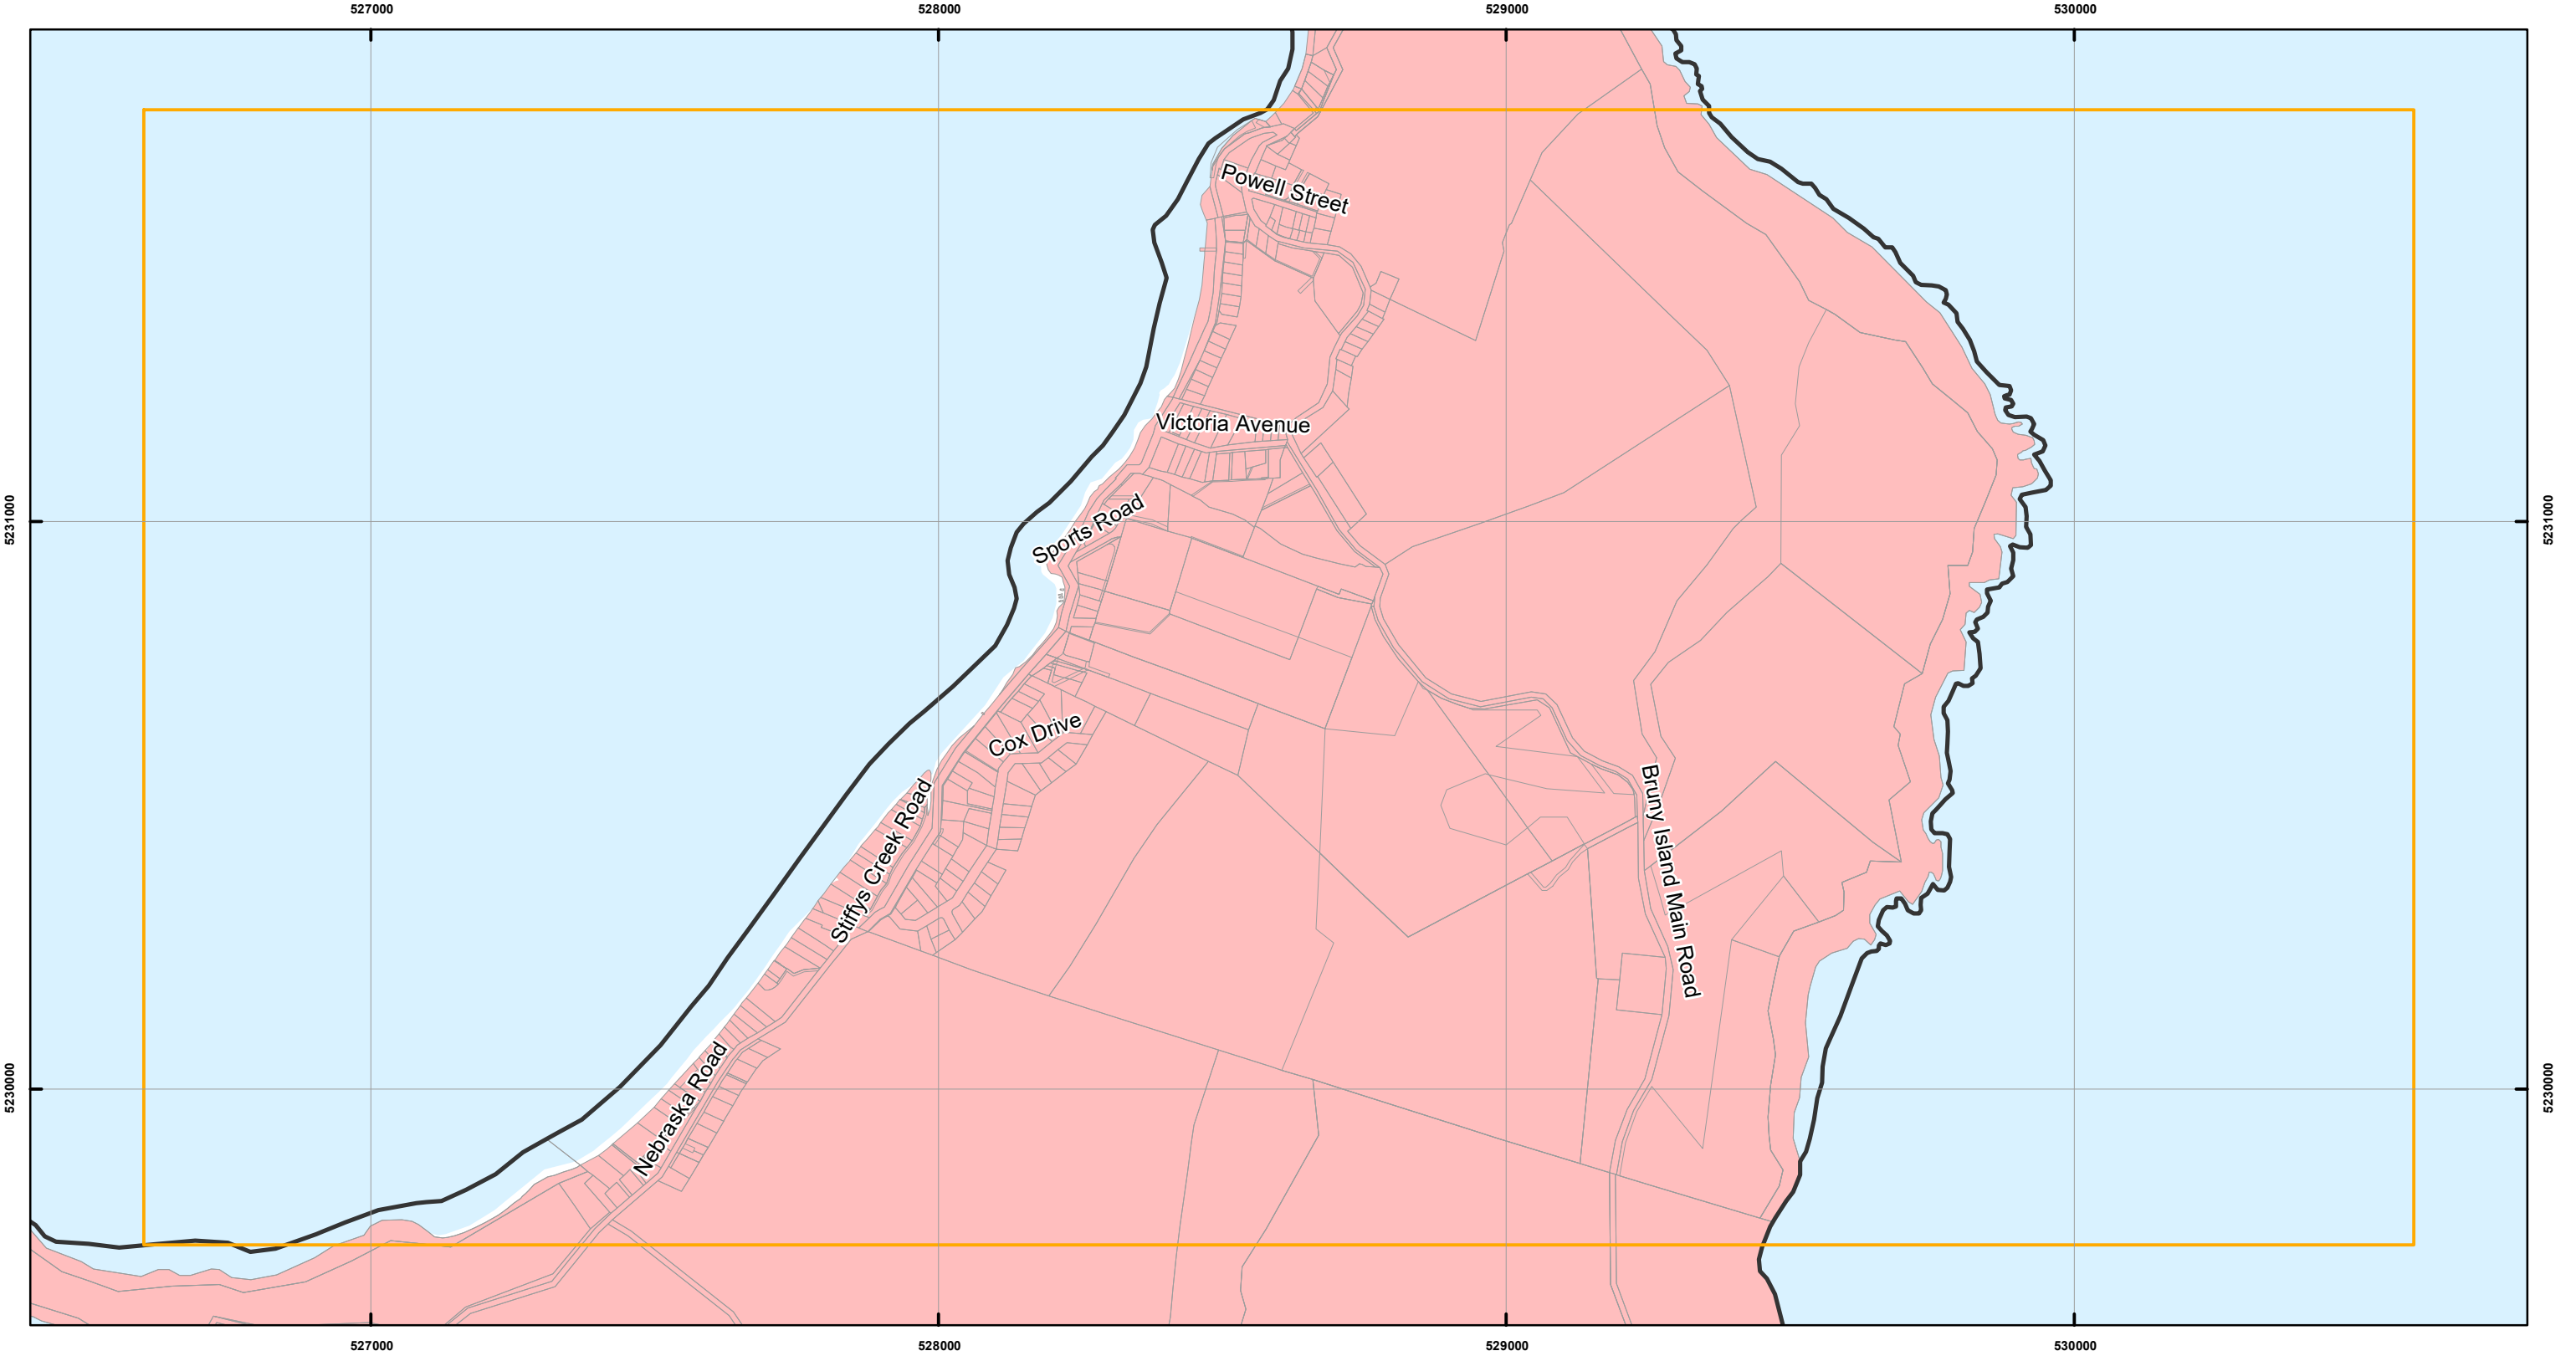 527000
528000
529000
530000
Powell Street
Victoria Avenue
Sports Road
5231000
5231000
Cox Drive
Stiffys Creek Road
Bruny Island Main Road
Nebraska Road
5230000
5230000
527000
528000
529000
530000